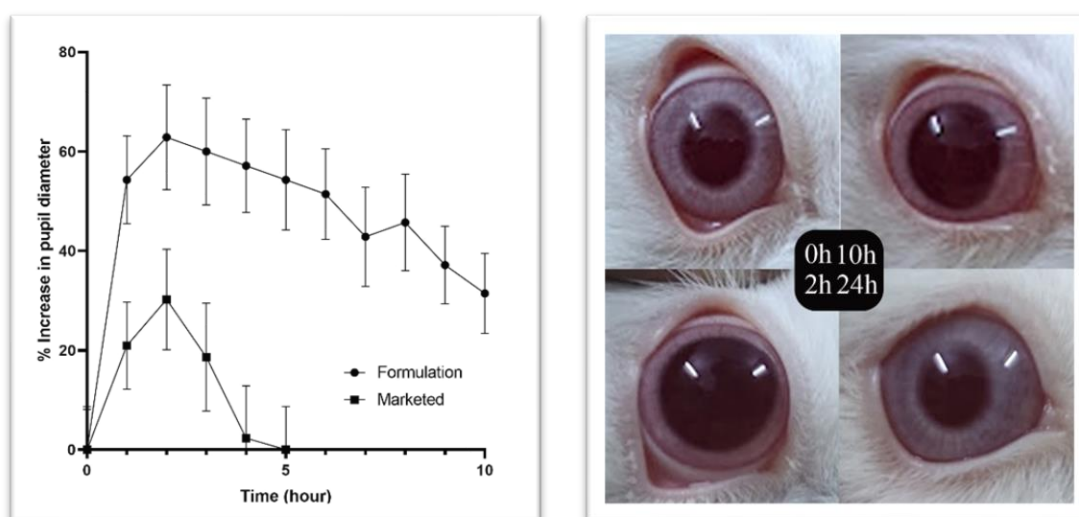 80
60
40
20
0
% Increase in pupil diameter
Formulation
Marketed
0 5 10
Time (hour)
0h 10h
2h 24h